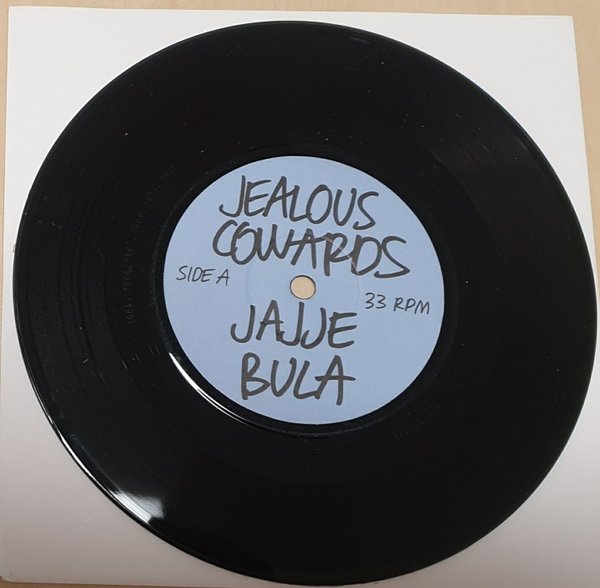 JEALOUS
COWARDS
SIDE A
33 RPM
JAJJE
BULA